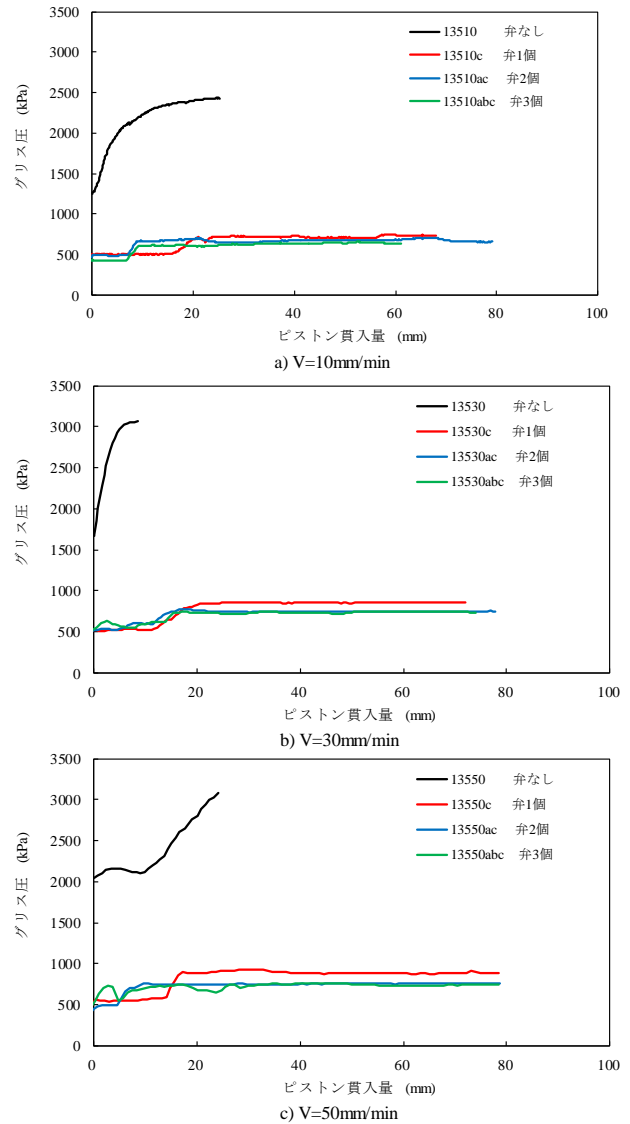 3500
3000
2500
2000
1500
1000
500
0
グリス圧 (kPa)
13510 弁なし
13510c 弁1個
13510ac 弁2個
13510abc 弁3個
0 20 40 60 80 100
ピストン貫入量 (mm)
a) V=10mm/min
3500
3000
2500
2000
1500
1000
500
0
グリス圧 (kPa)
13530 弁なし
13530c 弁1個
13530ac 弁2個
13530abc 弁3個
0 20 40 60 80 100
ピストン貫入量 (mm)
b) V=30mm/min
3500
3000
2500
2000
1500
1000
500
0
グリス圧 (kPa)
13550 弁なし
13550c 弁1個
13550ac 弁2個
13550abc 弁3個
0 20 40 60 80 100
ピストン貫入量 (mm)
c) V=50mm/min